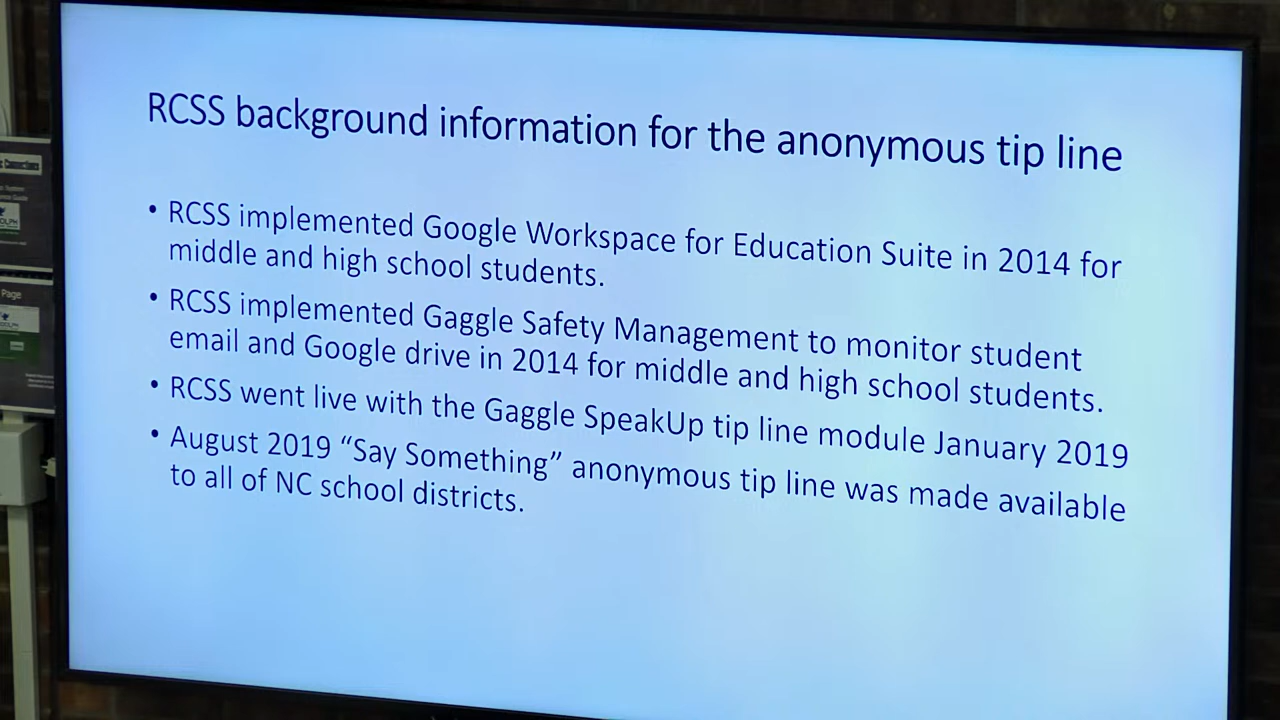 RCSS background information for the anonymous tip line
• RCSS implemented Google Workspace for Education Suite in 2014 for
middle and high school students.
• RCSS implemented Gaggle Safety Management to monitor student
email and Google drive in 2014 for middle and high school students.
• RCSS went live with the Gaggle SpeakUp tip line module January 2019
• August 2019 “Say Something” anonymous tip line was made available
to all of NC school districts.
Page